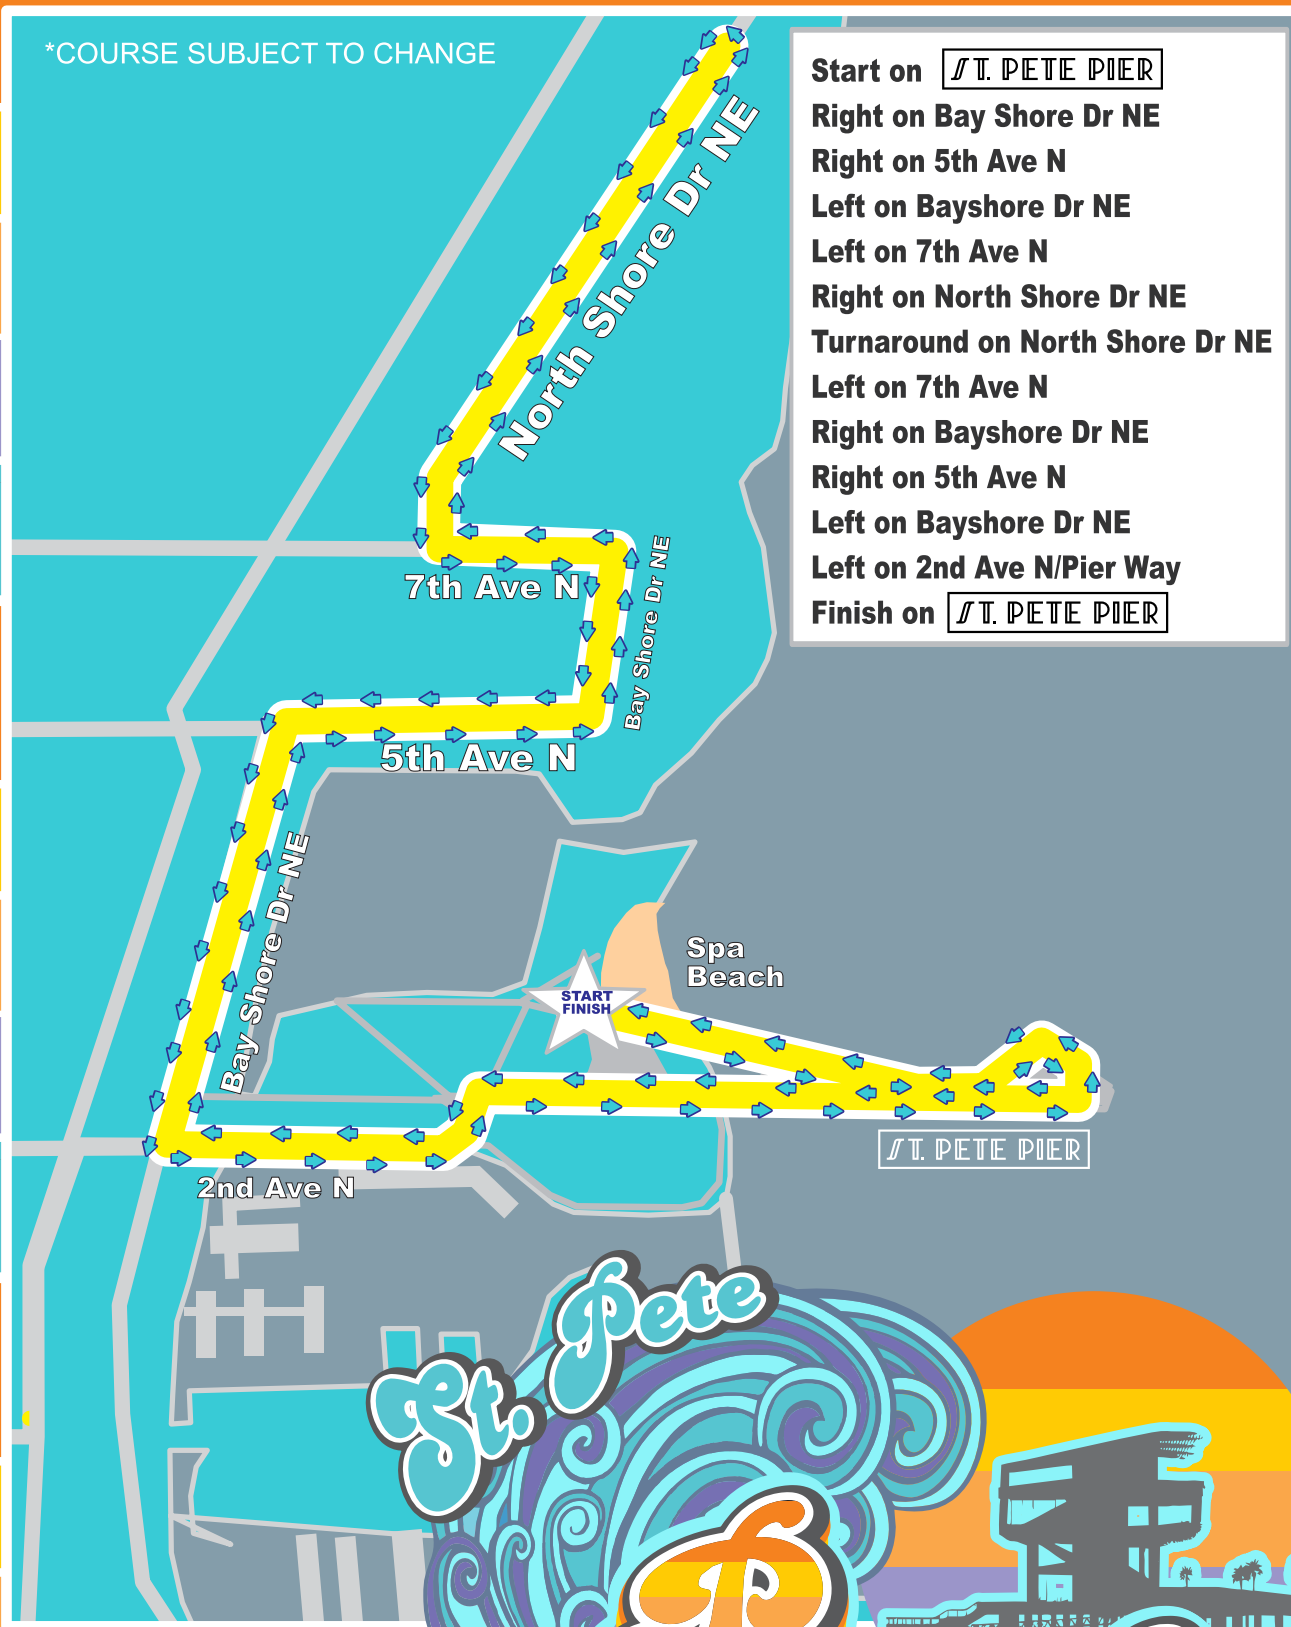 *COURSE SUBJECT TO CHANGE
Start on ST. PETE PIER
Right on Bay Shore Dr NE
Right on 5th Ave N
Left on Bayshore Dr NE
Left on 7th Ave N
Right on North Shore Dr NE
Turnaround on North Shore Dr NE
Left on 7th Ave N
Right on Bayshore Dr NE
Right on 5th Ave N
Left on Bayshore Dr NE
Left on 2nd Ave N/Pier Way
Finish on ST. PETE PIER
North Shore Dr NE
7th Ave N
Bay Shore Dr NE
5th Ave N
Bay Shore Dr NE
Spa
Beach
START
FINISH
ST. PETE PIER
2nd Ave N
St. Pete